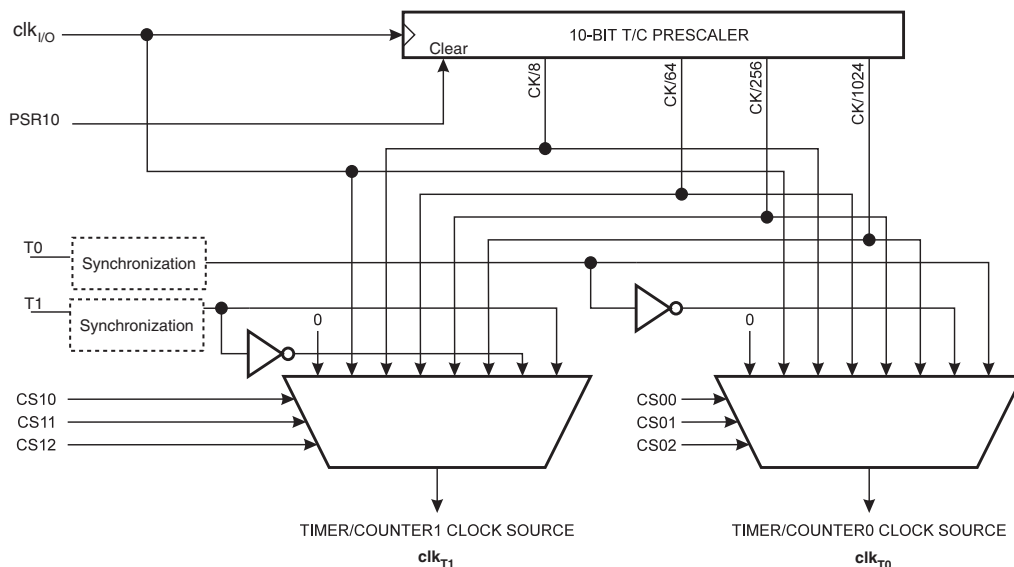 clkI/O
10-BIT T/C PRESCALER
Clear
CK/8
CK/64
CK/256
CK/1024
PSR10
T0
Synchronization
T1
Synchronization
0
0
CS10
CS11
CS12
CS00
CS01
CS02
TIMER/COUNTER1 CLOCK SOURCE
clkT1
TIMER/COUNTER0 CLOCK SOURCE
clkT0